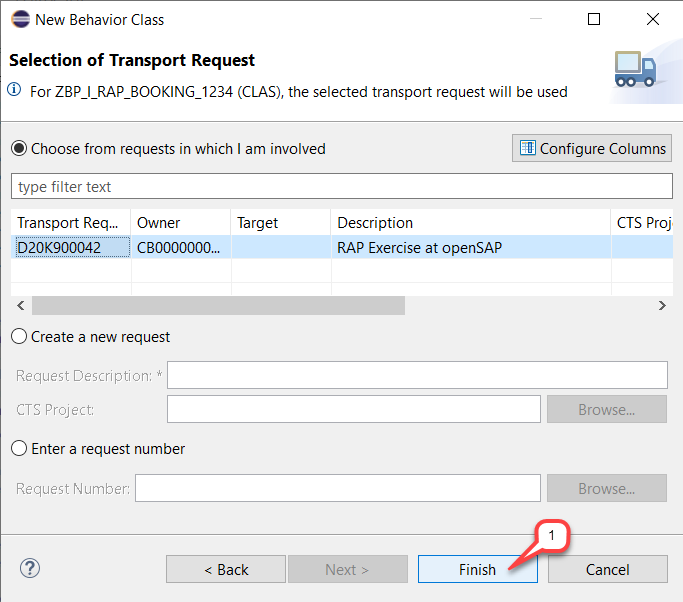 New Behavior Class
Selection of Transport Request
For ZBP_I_RAP_BOOKING_1234 (CLAS), the selected transport request will be used
Choose from requests in which I am involved
Configure Columns
type filter text
Transport Req... Owner Target Description CTS Proj
D20K900042 CB0000000... RAP Exercise at openSAP
Create a new request
Request Description: *
CTS Project: Browse...
Enter a request number
Request Number: Browse...
1
? < Back Next > Finish Cancel